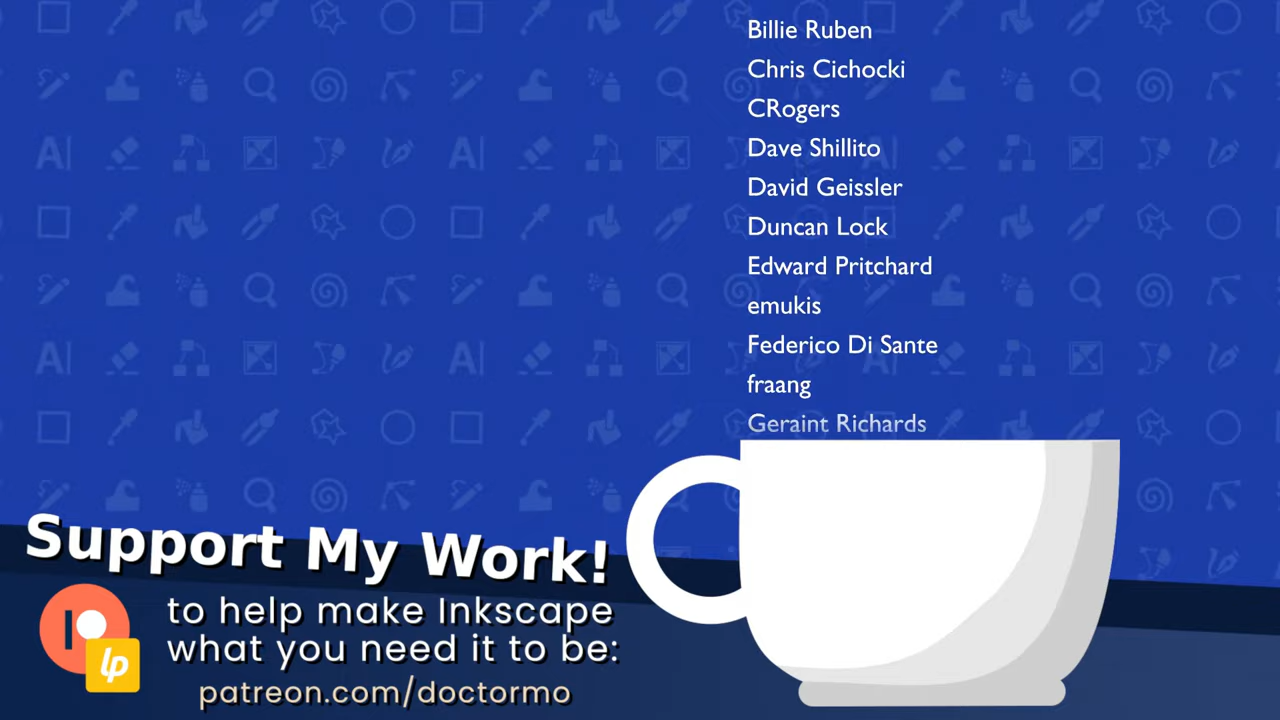 Billie Ruben
Chris Cichocki
CRogers
Dave Shillito
David Geissler
Duncan Lock
Edward Pritchard
emukis
Federico Di Sante
fraang
Geraint Richards
Support My Work!
to help make Inkscape
what you need it to be:
patreon.com/doctormo
lp